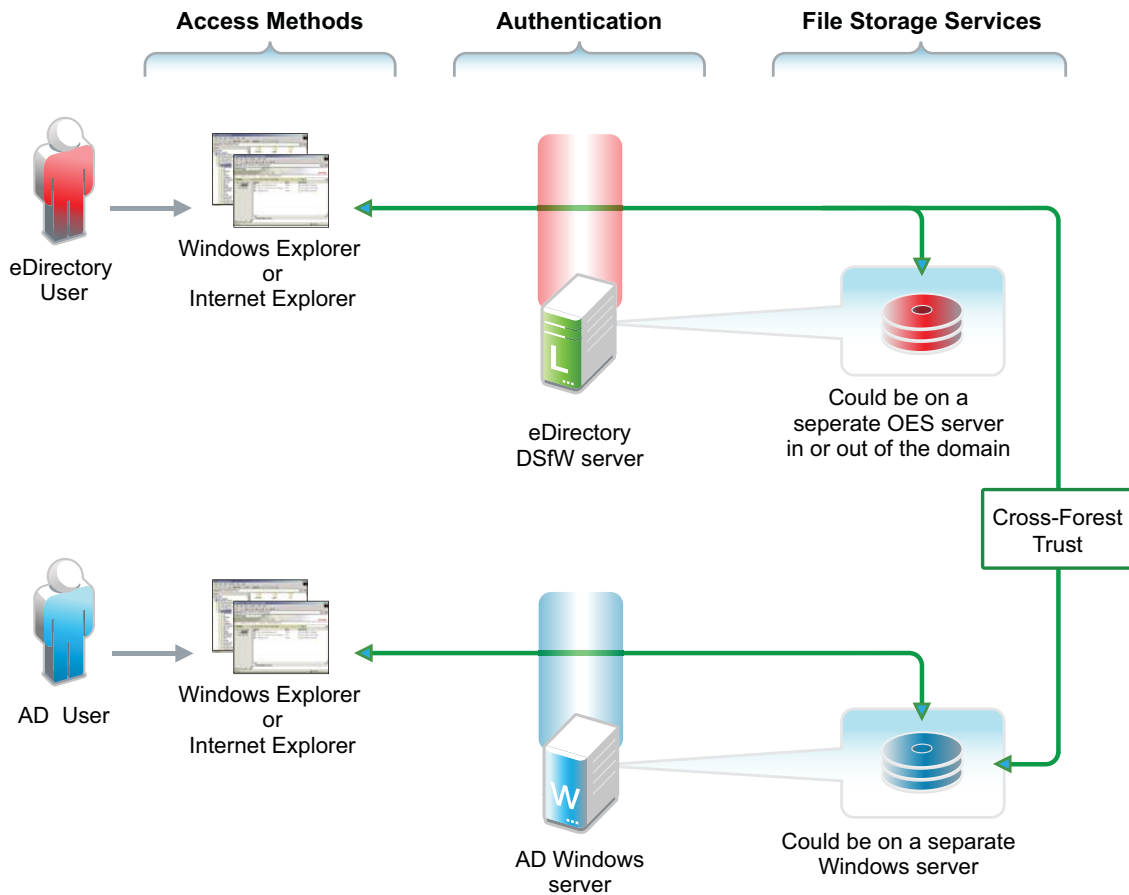 Access Methods
Authentication
File Storage Services
eDirectory
User
Windows Explorer
or
Internet Explorer
L
eDirectory
DSfW server
Could be on a
seperate OES server
in or out of the domain
Cross-Forest
Trust
AD User
Windows Explorer
or
Internet Explorer
W
AD Windows
server
Could be on a separate
Windows server